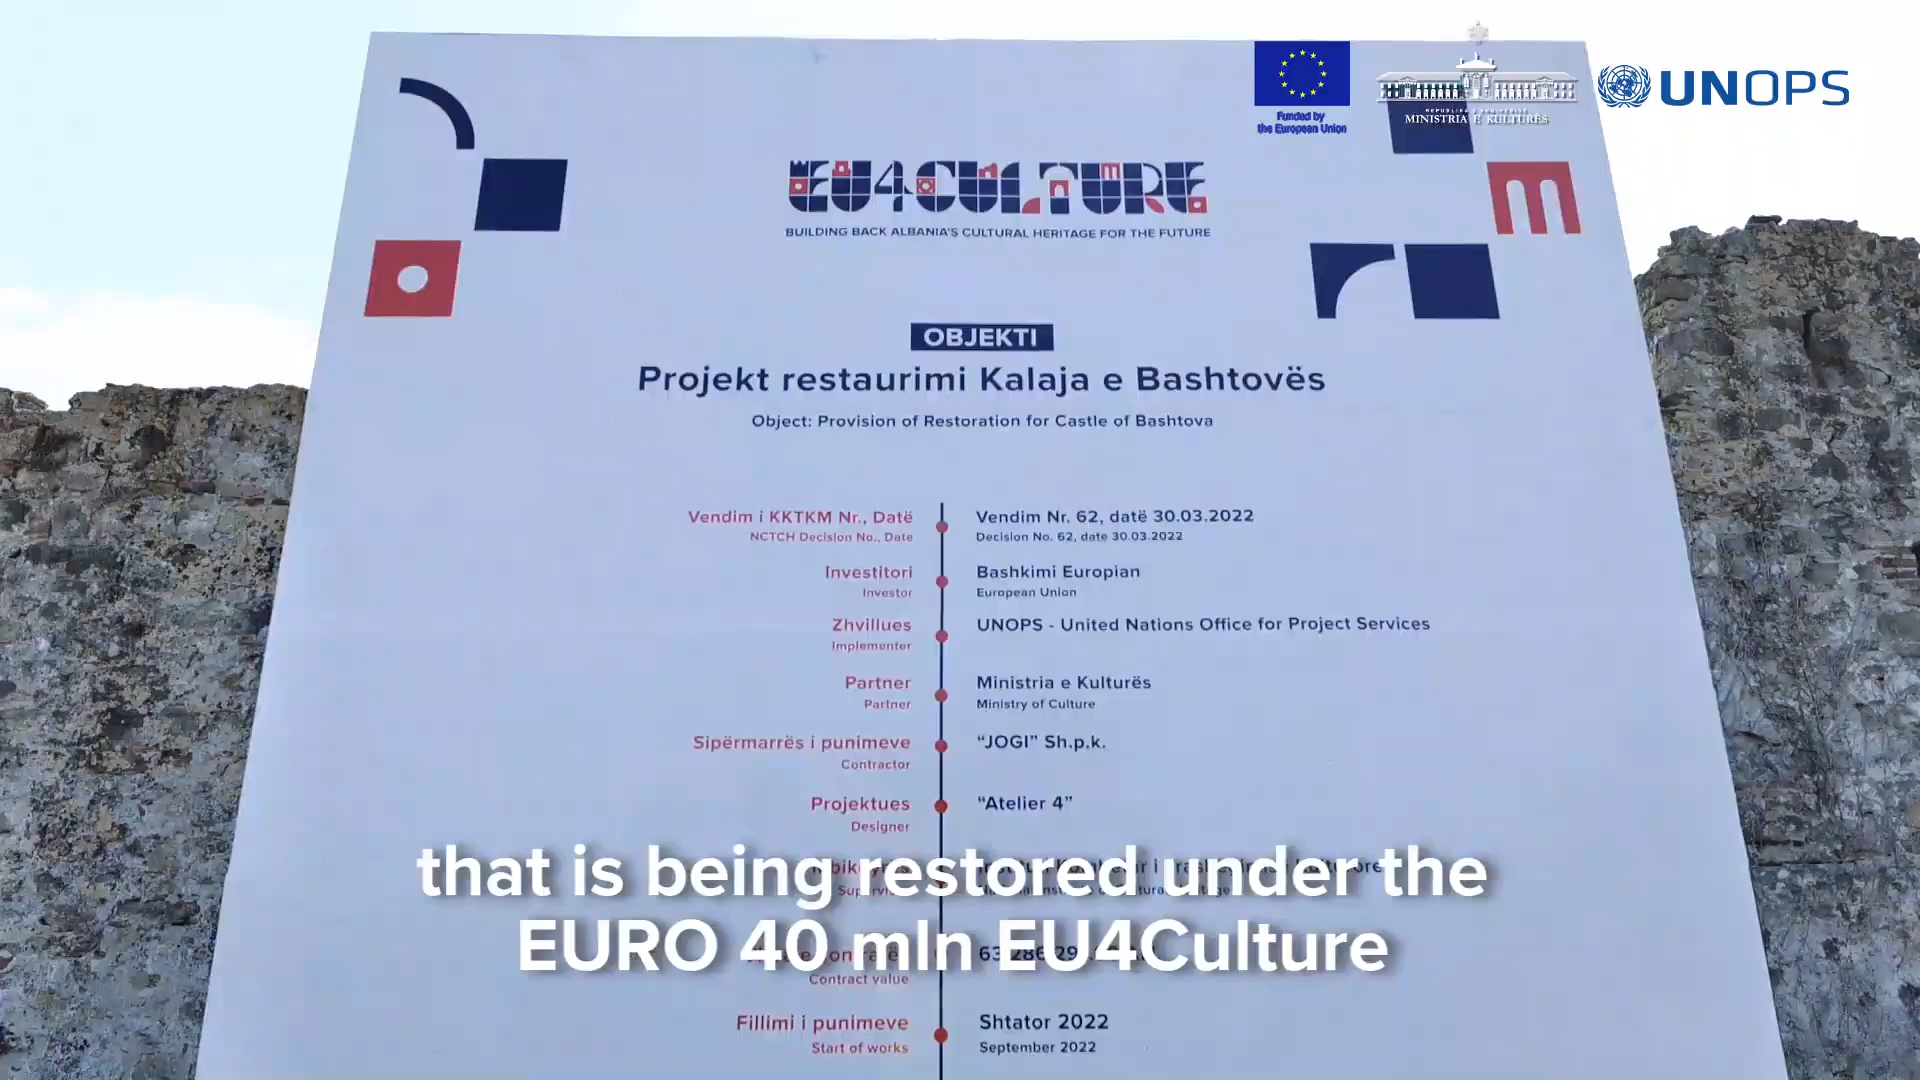 Funded by
the European Union
REPUBLIKA E SHQIPËRISË
MINISTRIA E KULTURËS
UNOPS
EU4CULTURE
BUILDING BACK ALBANIA'S CULTURAL HERITAGE FOR THE FUTURE
OBJEKTI
Projekt restaurimi Kalaja e Bashtovës
Object: Provision of Restoration for Castle of Bashtova
Vendim i KKTKM Nr., Datë
NCTCH Decision No., Date
Vendim Nr. 62, datë 30.03.2022
Decision No. 62, date 30.03.2022
Investitori
Investor
Bashkimi Europian
European Union
Zhvillues
Implementer
UNOPS - United Nations Office for Project Services
Partner
Partner
Ministria e Kulturës
Ministry of Culture
Sipërmarrës i punimeve
Contractor
"JOGI" Sh.p.k.
Projektues
Designer
"Atelier 4"
that is being restored under the
EURO 40 mln EU4Culture
Contract value
Fillimi i punimeve
Start of works
Shtator 2022
September 2022